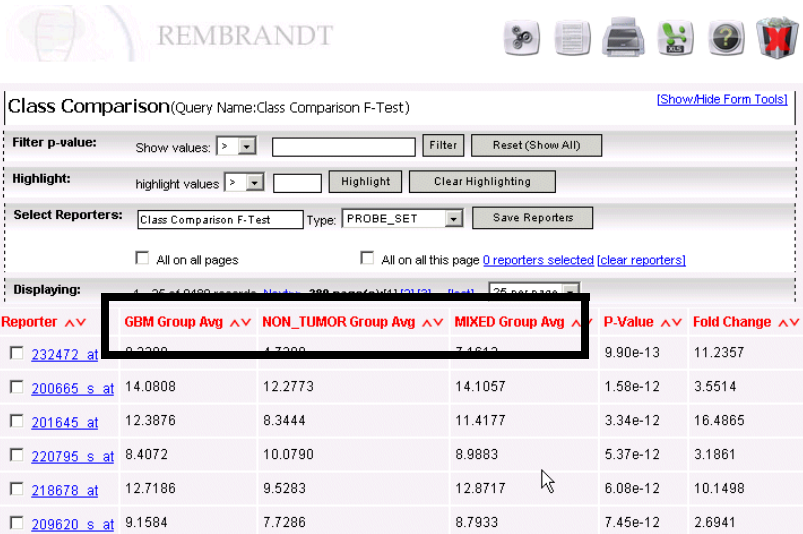 REMBRANDT
XLS
Class Comparison(Query Name:Class Comparison F-Test)
[Show/Hide Form Tools]
Filter p-value: Show values: > Filter Reset (Show All)
Highlight: highlight values > Highlight Clear Highlighting
Select Reporters: Class Comparison F-Test Type: PROBE_SET Save Reporters
All on all pages All on all this page 0 reporters selected [clear reporters]
Displaying:
Reporter GBM Group Avg NON_TUMOR Group Avg MIXED Group Avg P-Value Fold Change
232472_at 9.90e-13 11.2357
200665_s_at 14.0808 12.2773 14.1057 1.58e-12 3.5514
201645_at 12.3876 8.3444 11.4177 3.34e-12 16.4865
220795_s_at 8.4072 10.0790 8.9883 5.37e-12 3.1861
218678_at 12.7186 9.5283 12.8717 6.08e-12 10.1498
209620_s_at 9.1584 7.7286 8.7933 7.45e-12 2.6941